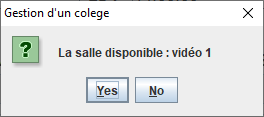 Gestion d'un colege
La salle disponible : vidéo 1
Yes
No